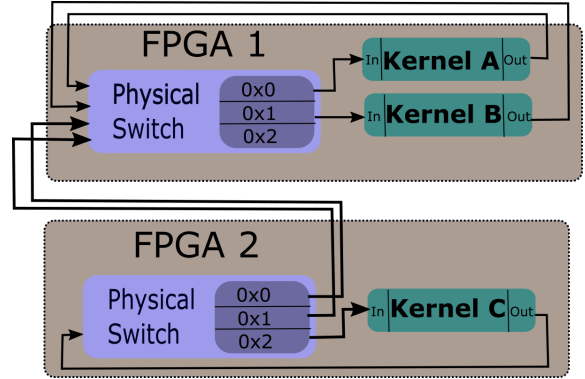 FPGA 1
Physical
Switch
0x0
0x1
0x2
In Kernel A Out
In Kernel B Out
FPGA 2
Physical
Switch
0x0
0x1
0x2
In Kernel C Out